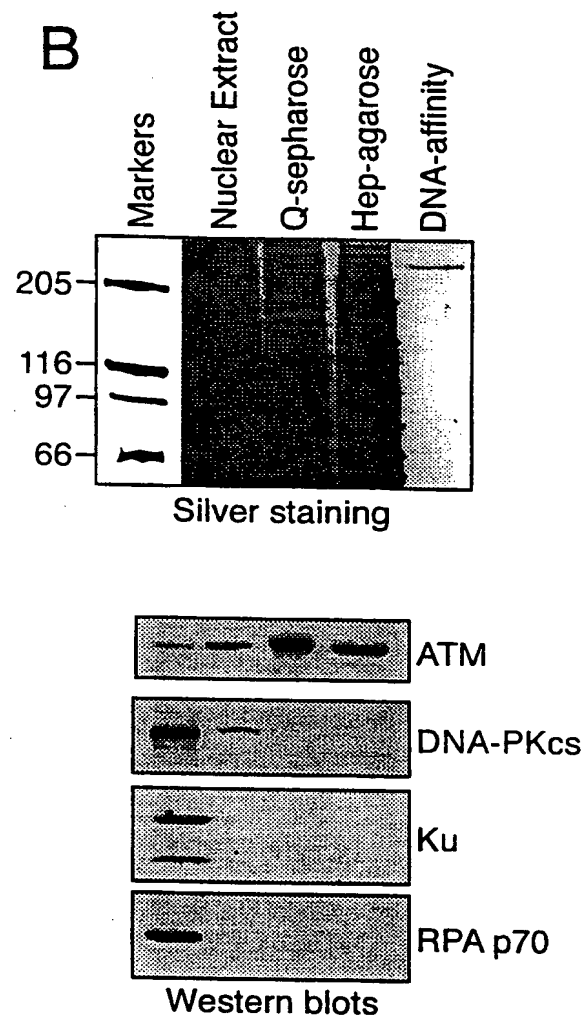 B
Markers
Nuclear Extract
Q-sepharose
Hep-agarose
DNA-affinity
205
116
97
66
Silver staining
ATM
DNA-PKcs
Ku
RPA p70
Western blots